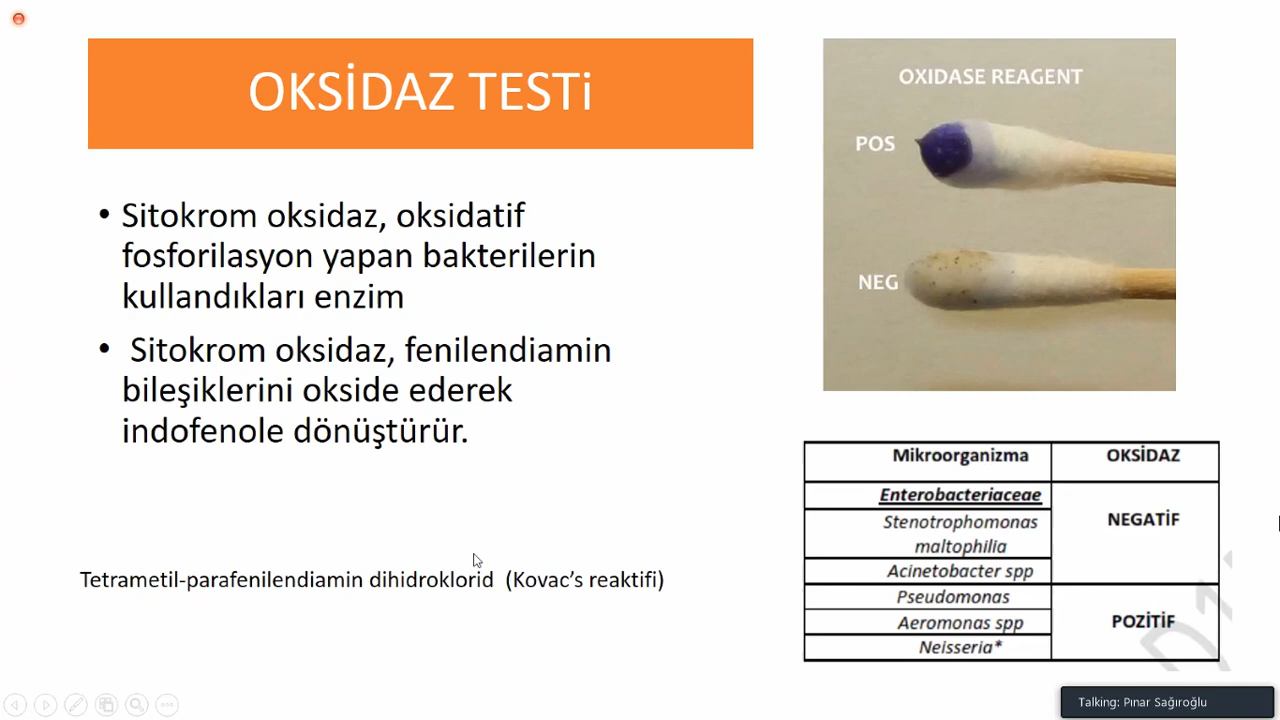 OKSİDAZ TESTi
• Sitokrom oksidaz, oksidatif
fosforilasyon yapan bakterilerin
kullandıkları enzim
• Sitokrom oksidaz, fenilendiamin
bileşiklerini okside ederek
indofenole dönüştürür.
Tetrametil-parafenilendiamin dihidroklorid (Kovac’s reaktifi)
OXIDASE REAGENT
POS
NEG
Mikroorganizma OKSİDAZ
Enterobacteriaceae
Stenotrophomonas
maltophilia
Acinetobacter spp
NEGATİF
Pseudomonas
Aeromonas spp
Neisseria*
POZİTİF
Talking: Pınar Sağıroğlu